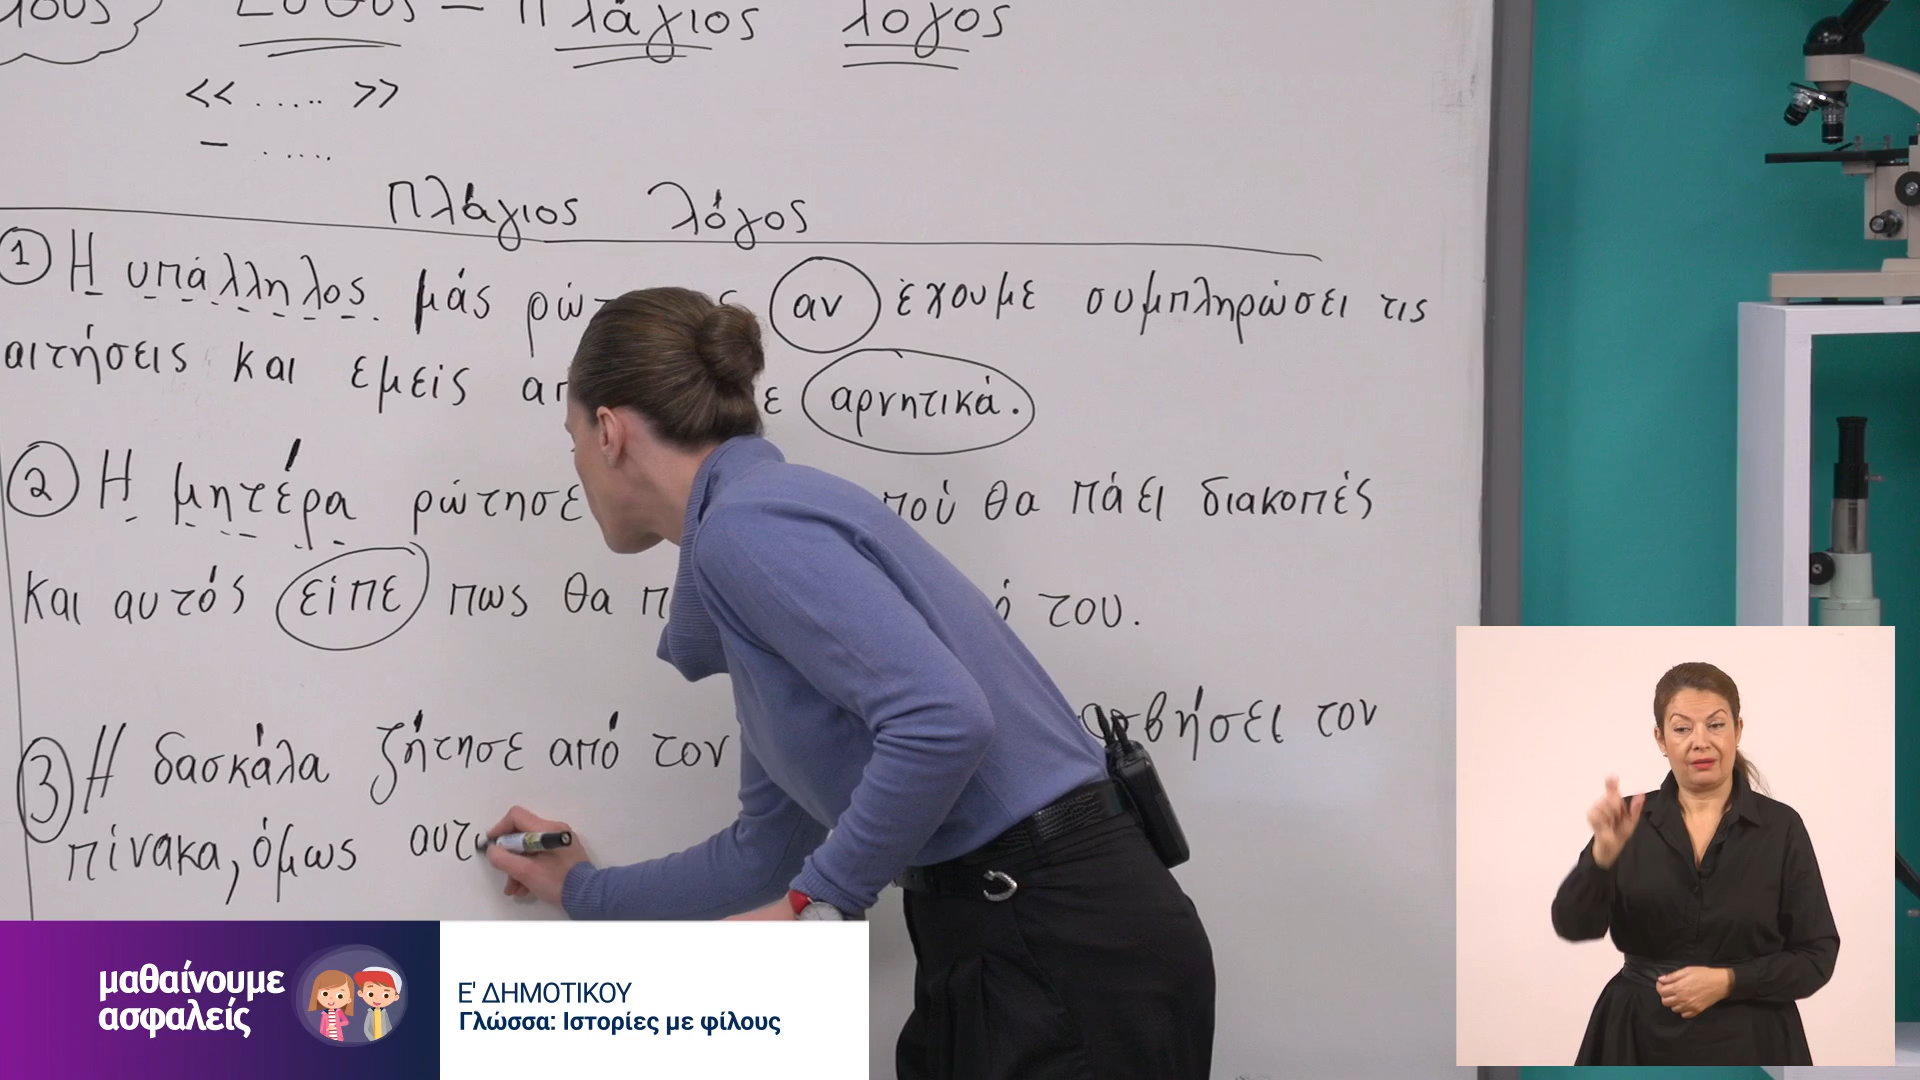 Πλάγιος λόγος
<< ..... >>
- .....
Πλάγιος λόγος
1 Η υπάλληλος μάς αν έχουμε συμπληρώσει τις
αιτήσεις και εμείς αρνητικά.
2 Η μητέρα ρώτησε πού θα πάει διακοπές
και αυτός είπε πως θα του.
3 Η δασκάλα ζήτησε από τον σβήσει τον
πίνακα, όμως
μαθαίνουμε
ασφαλείς
Ε' ΔΗΜΟΤΙΚΟΥ
Γλώσσα: Ιστορίες με φίλους